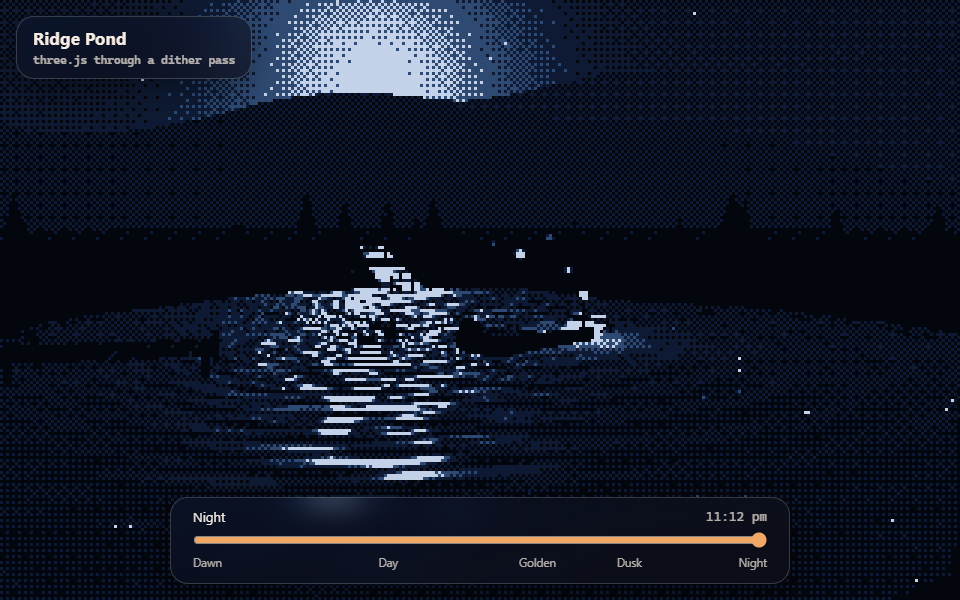 Ridge Pond
three.js through a dither pass
Night 11:12 pm
Dawn Day Golden Dusk Night